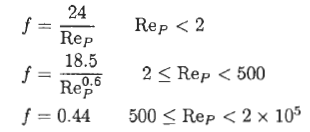 f = 24 / Re_P    Re_P < 2
f = 18.5 / Re_P^0.6    2 ≤ Re_P < 500
f = 0.44    500 ≤ Re_P < 2 × 10^5